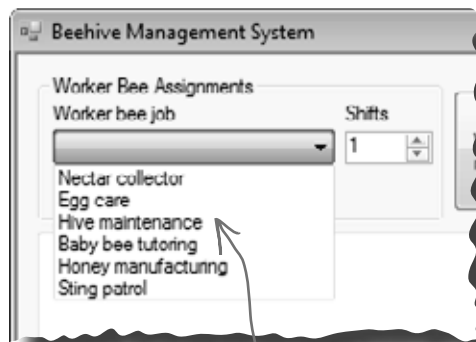 Beehive Management System
Worker Bee Assignments
Worker bee job
Shifts
1
Nectar collector
Egg care
Hive maintenance
Baby bee tutoring
Honey manufacturing
Sting patrol